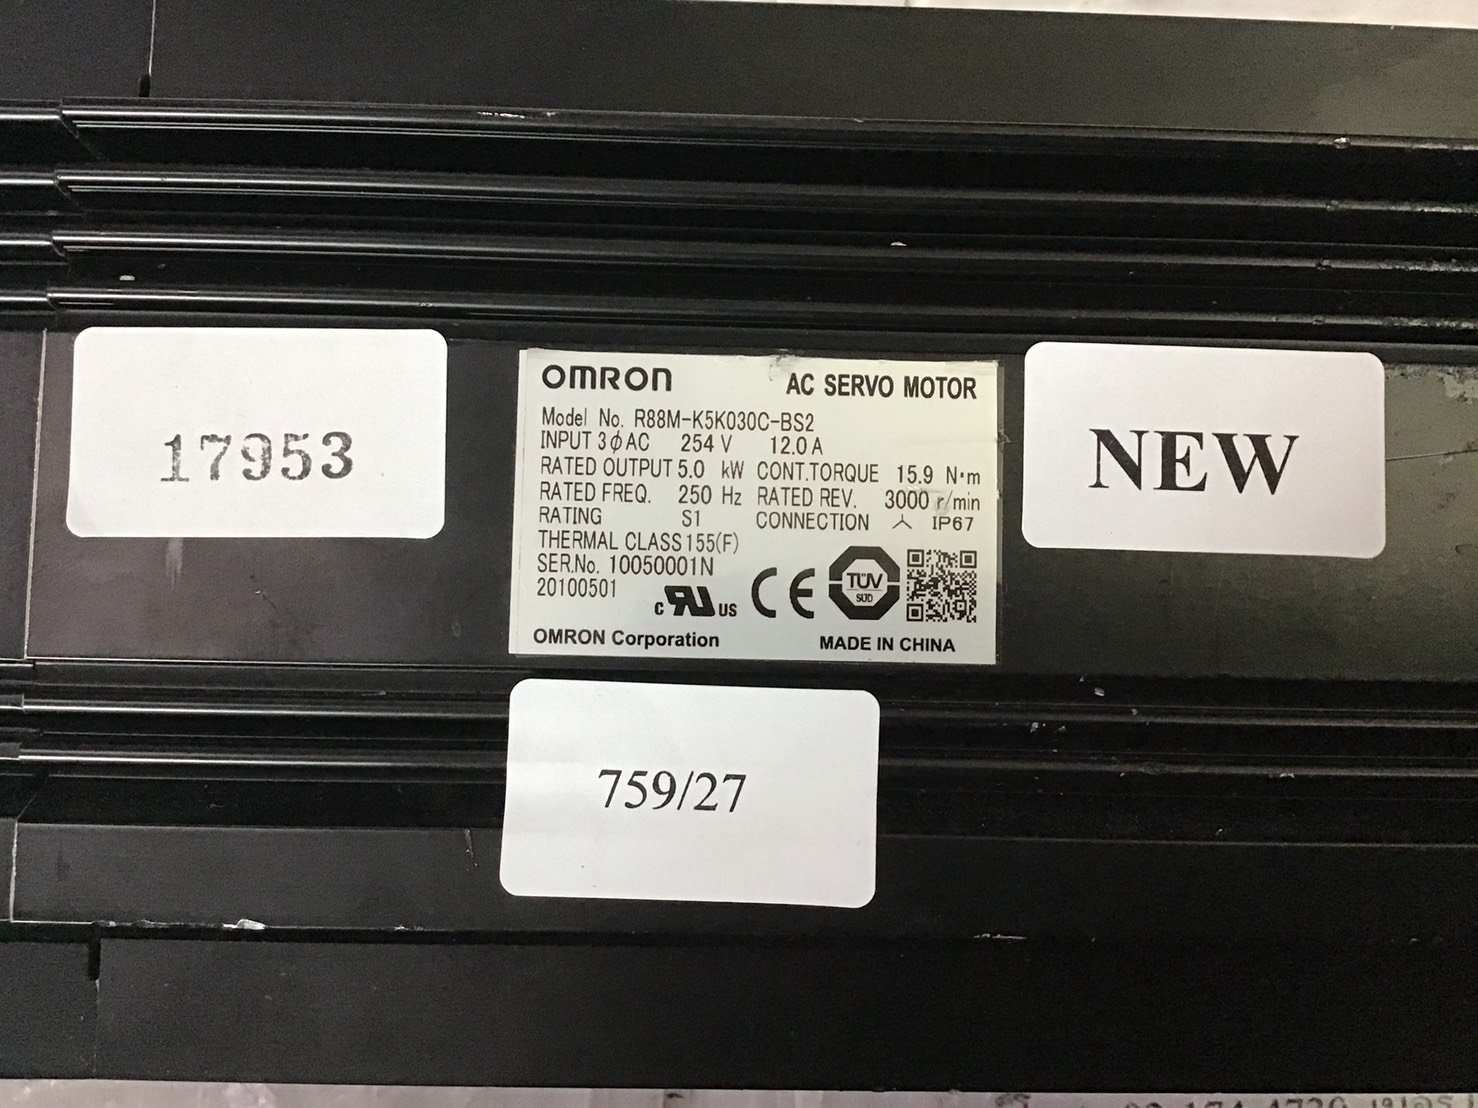 17953
OMRON AC SERVO MOTOR
Model No. R88M-K5K030C-BS2
INPUT 3φAC 254 V 12.0 A
RATED OUTPUT 5.0 kW CONT.TORQUE 15.9 N·m
RATED FREQ. 250 Hz RATED REV. 3000 r/min
RATING S1 CONNECTION IP67
THERMAL CLASS 155(F)
SER.No. 10050001N
20100501
c RU US CE TÜV SÜD
OMRON Corporation MADE IN CHINA
NEW
759/27